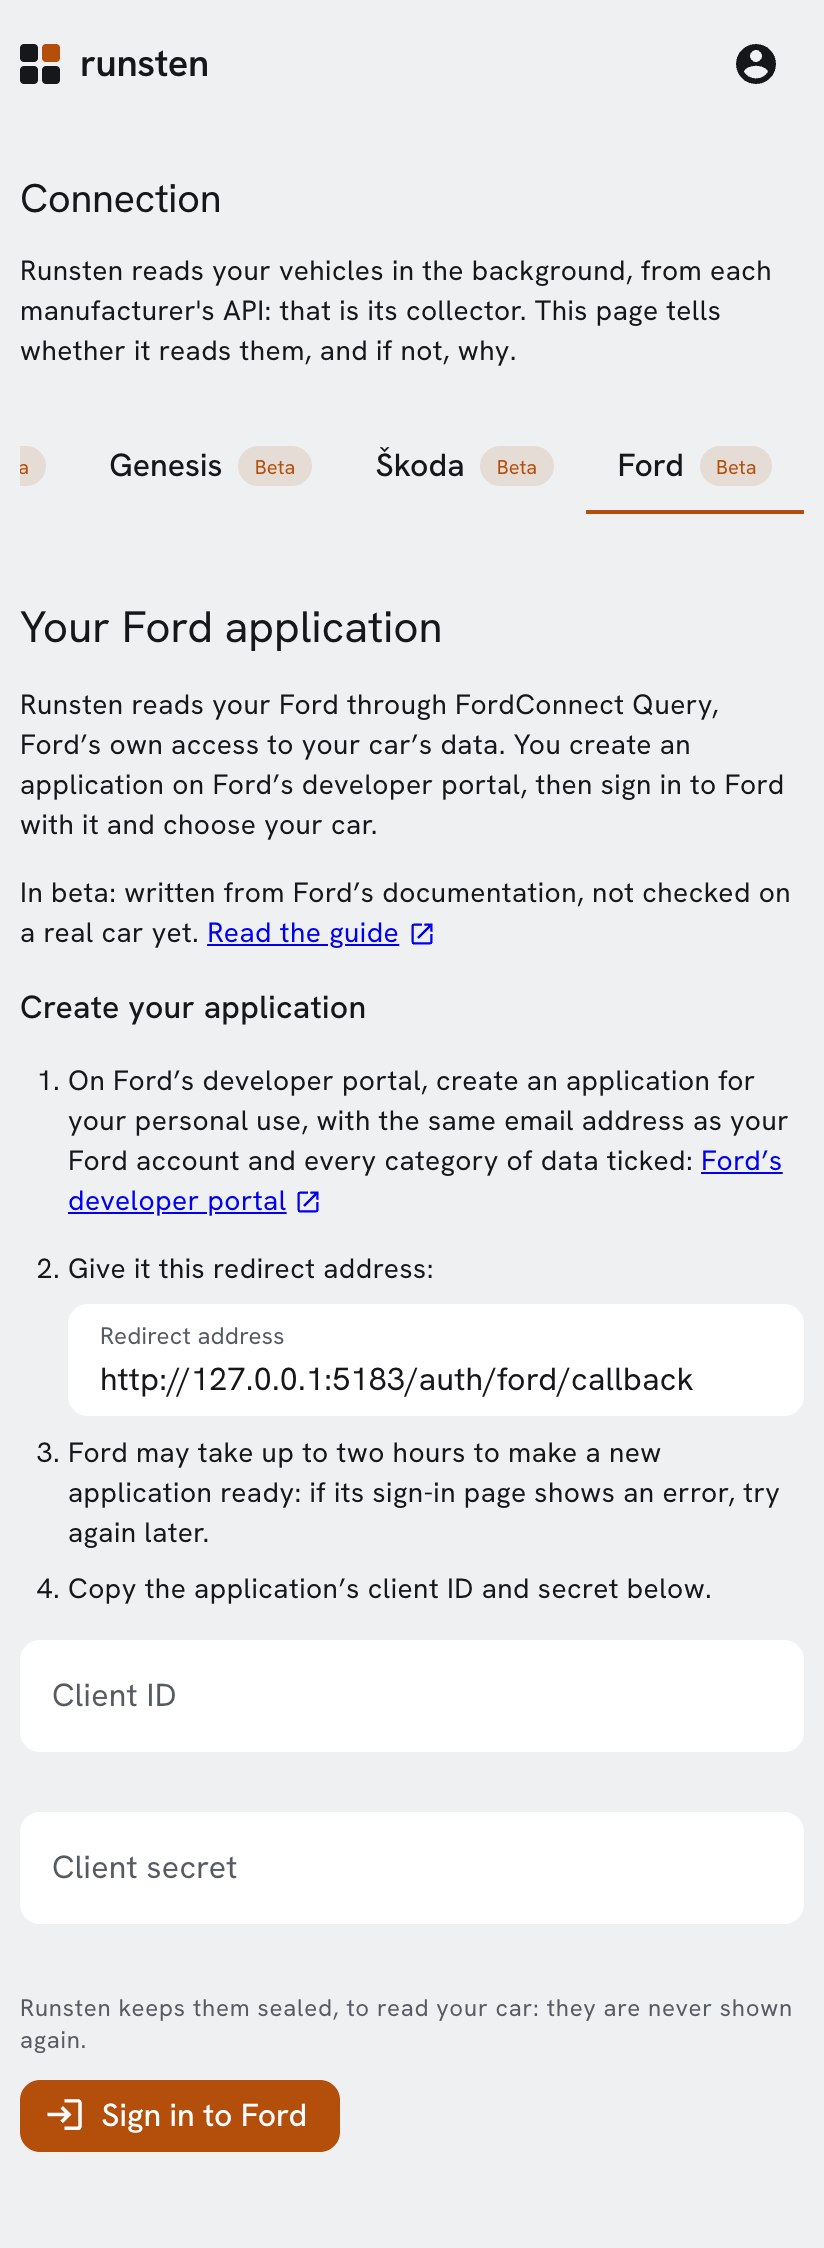 runsten
Connection
Runsten reads your vehicles in the background, from each
manufacturer's API: that is its collector. This page tells
whether it reads them, and if not, why.
a Genesis Beta Škoda Beta Ford Beta
Your Ford application
Runsten reads your Ford through FordConnect Query,
Ford’s own access to your car’s data. You create an
application on Ford’s developer portal, then sign in to Ford
with it and choose your car.
In beta: written from Ford’s documentation, not checked on
a real car yet. Read the guide
Create your application
1. On Ford’s developer portal, create an application for
your personal use, with the same email address as your
Ford account and every category of data ticked: Ford’s
developer portal
2. Give it this redirect address:
Redirect address
http://127.0.0.1:5183/auth/ford/callback
3. Ford may take up to two hours to make a new
application ready: if its sign-in page shows an error, try
again later.
4. Copy the application’s client ID and secret below.
Client ID
Client secret
Runsten keeps them sealed, to read your car: they are never shown
again.
Sign in to Ford